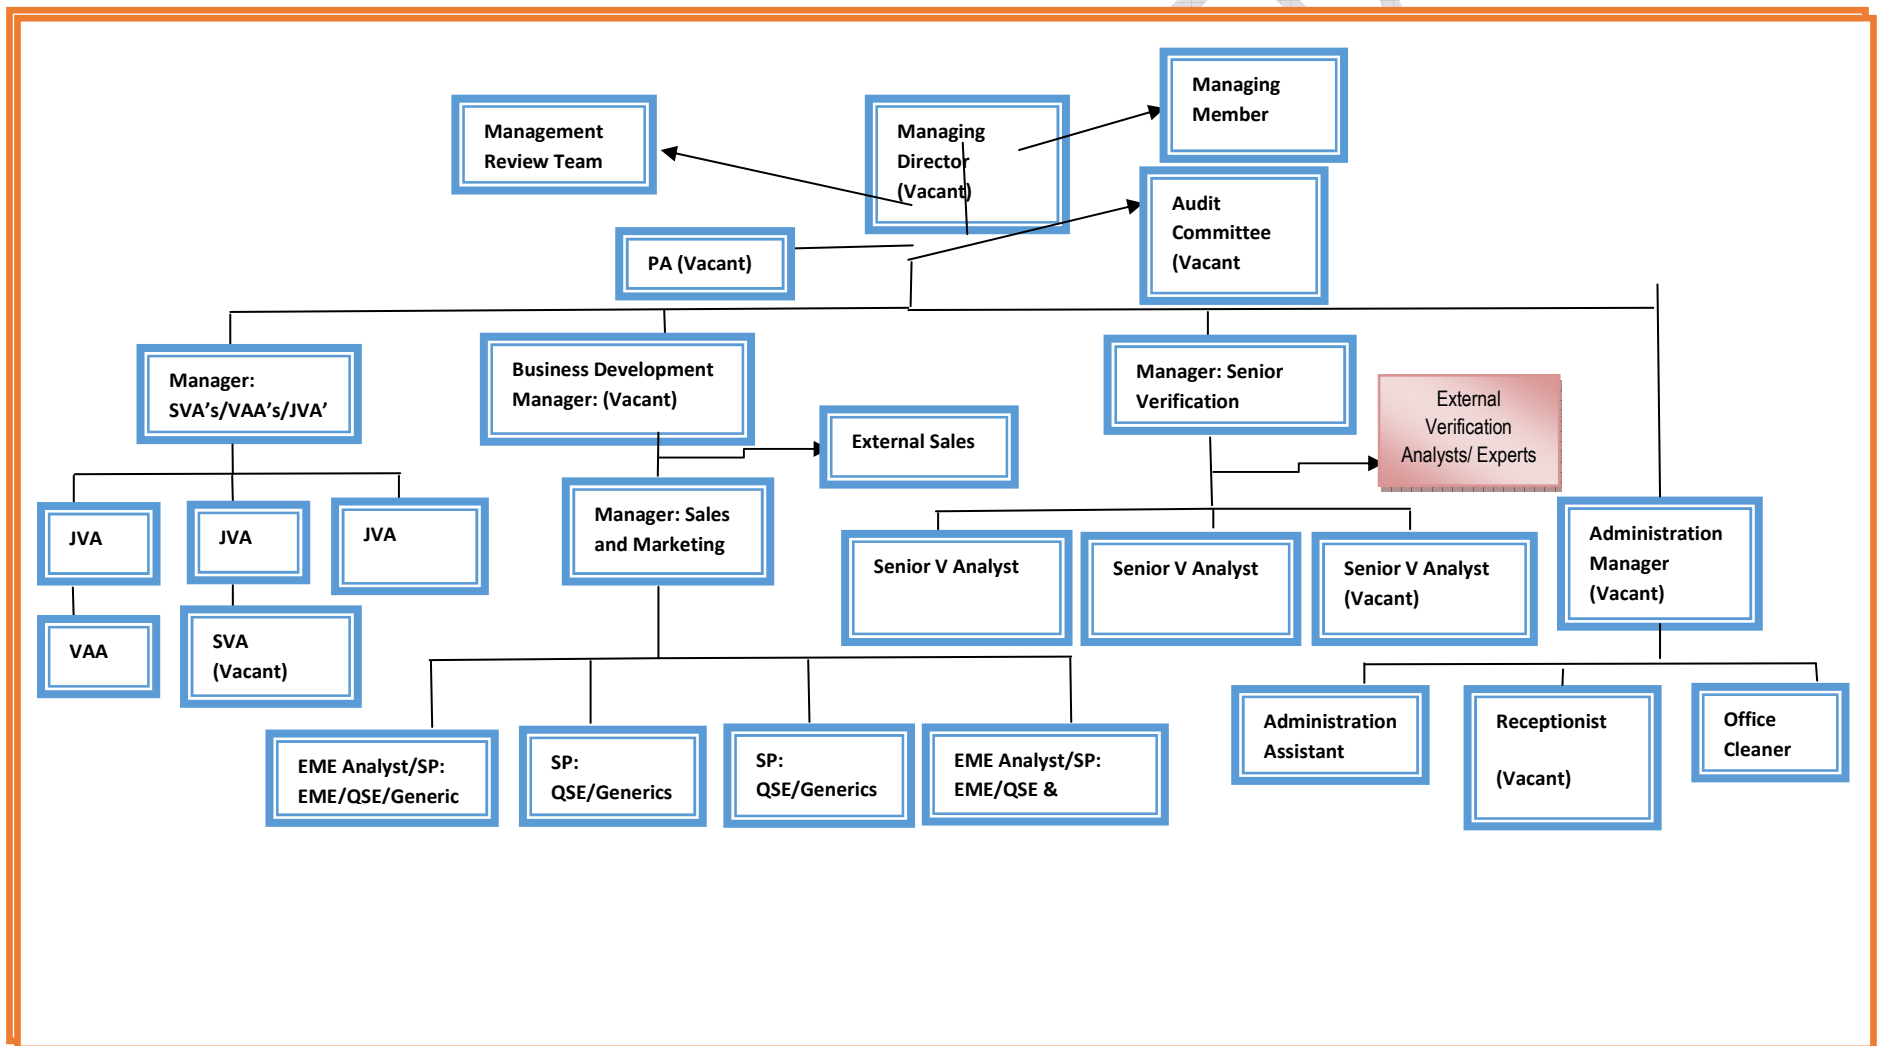 Managing
Member
Management
Review Team
Managing
Director
(Vacant)
Audit
Committee
(Vacant
PA (Vacant)
Manager:
SVA's/VAA's/JVA'
Business Development
Manager: (Vacant)
Manager: Senior
Verification
External
Verification
Analysts/ Experts
External Sales
Manager: Sales
and Marketing
JVA
JVA
JVA
Senior V Analyst
Senior V Analyst
Senior V Analyst
(Vacant)
Administration
Manager
(Vacant)
VAA
SVA
(Vacant)
EME Analyst/SP:
EME/QSE/Generic
SP:
QSE/Generics
SP:
QSE/Generics
EME Analyst/SP:
EME/QSE &
Administration
Assistant
Receptionist
(Vacant)
Office
Cleaner